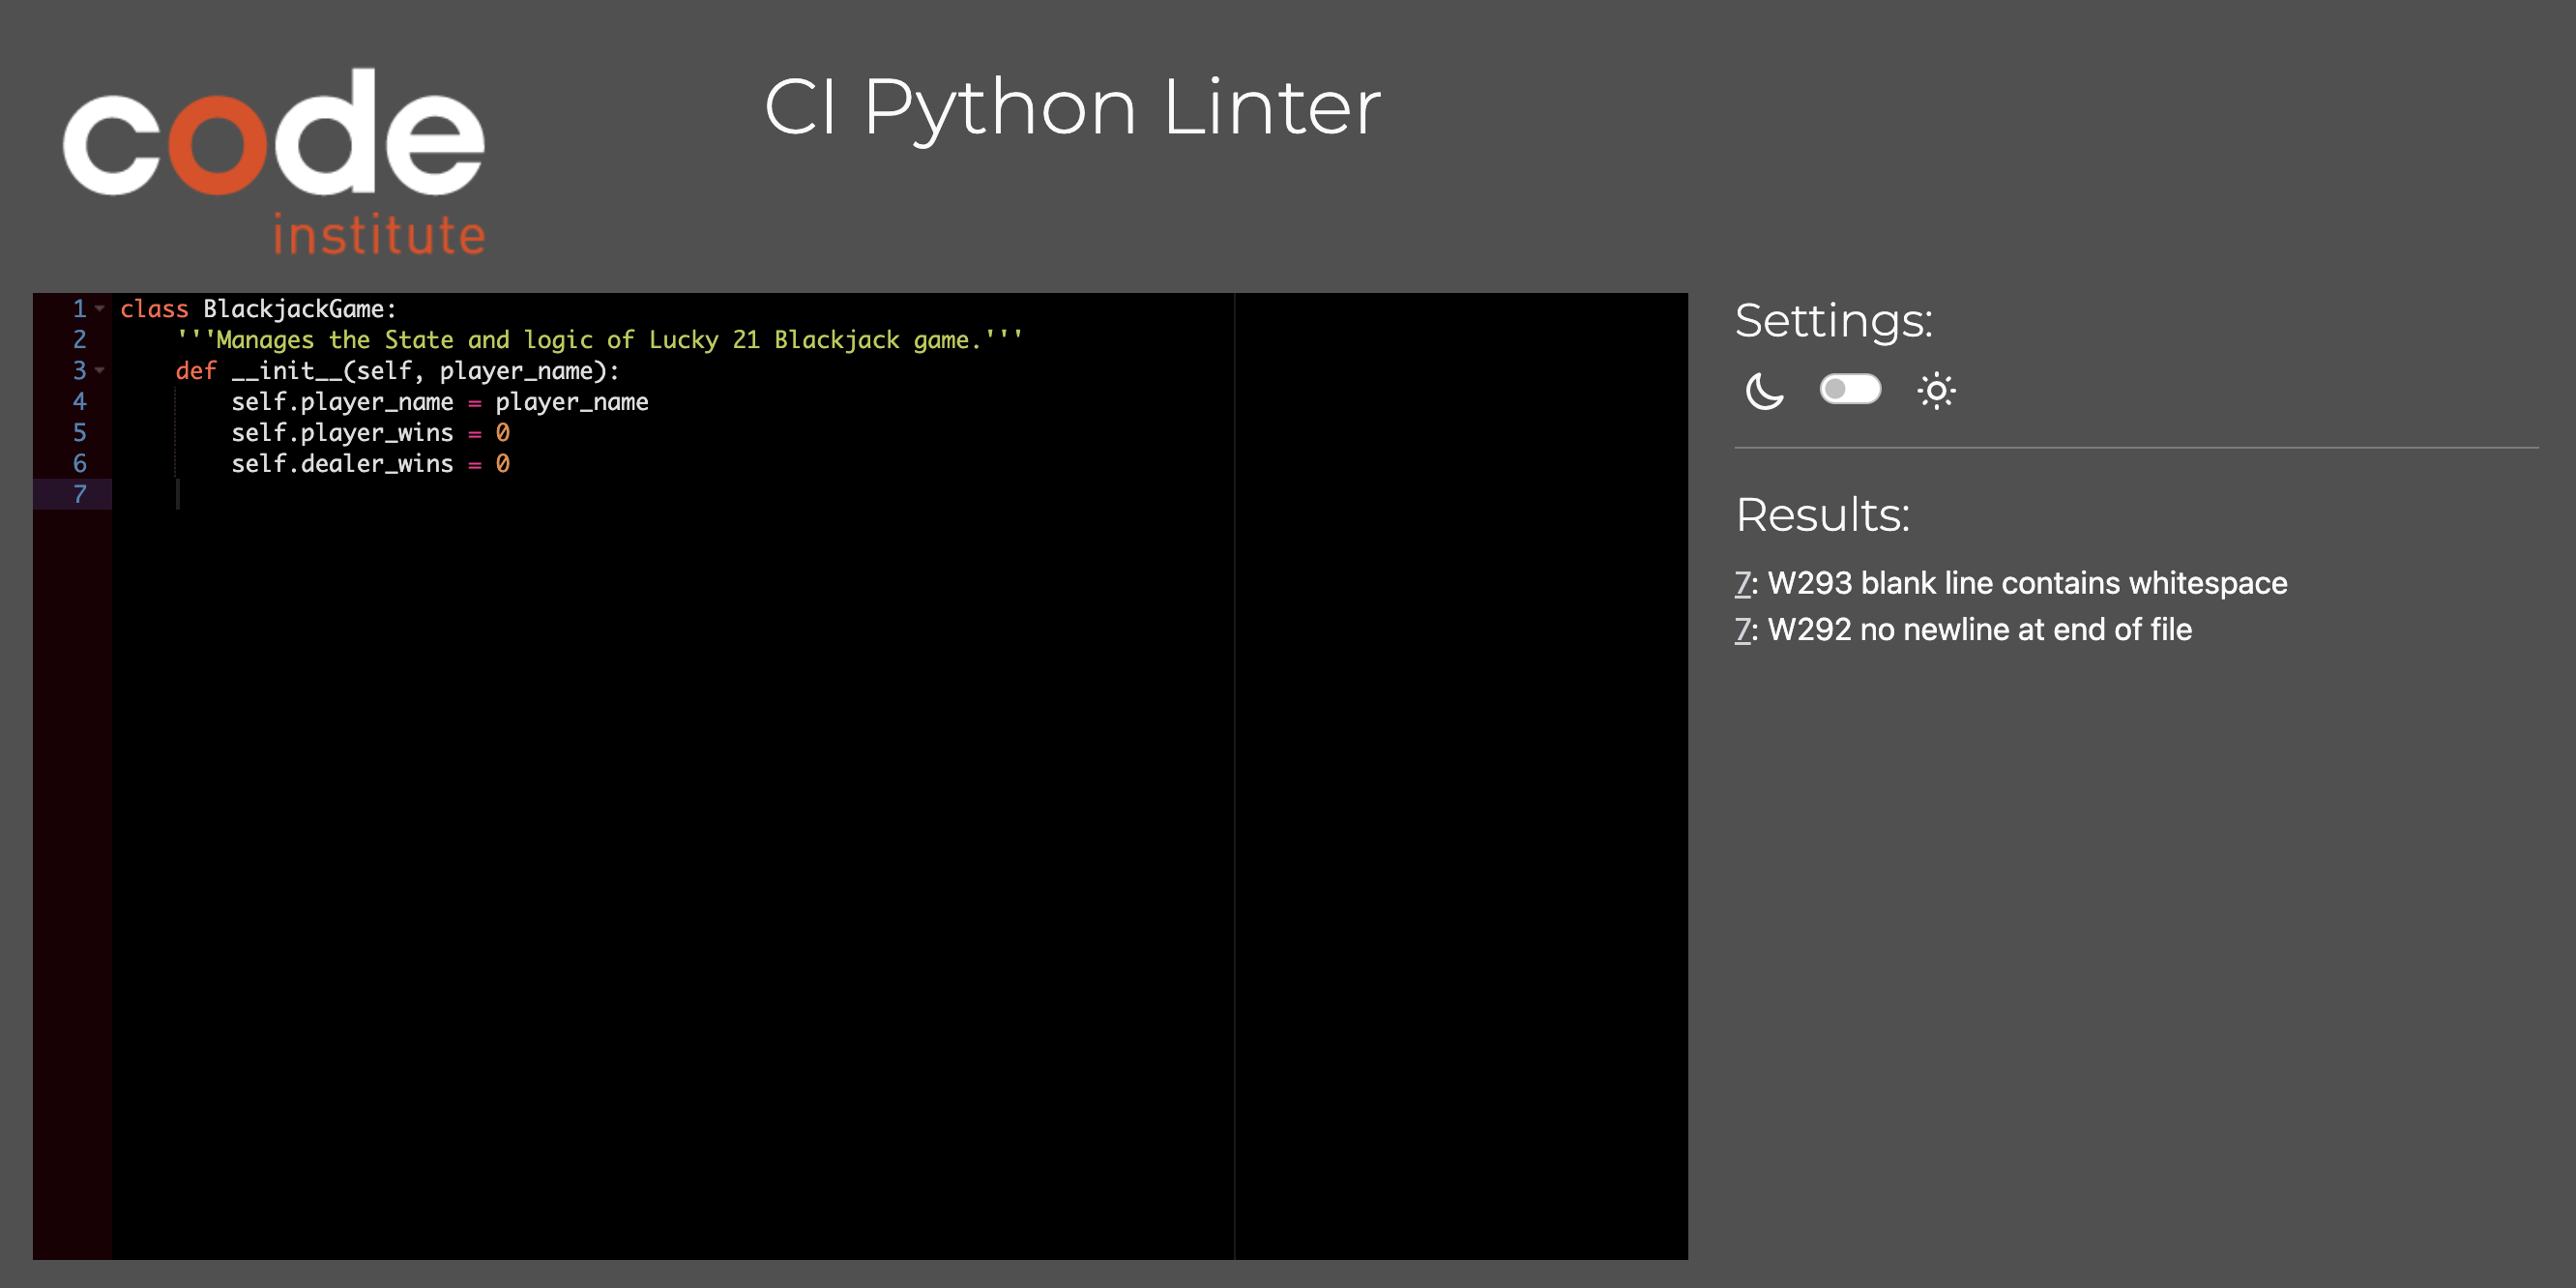 code
institute
CI Python Linter
1 class BlackjackGame:
2     '''Manages the State and logic of Lucky 21 Blackjack game.'''
3     def __init__(self, player_name):
4         self.player_name = player_name
5         self.player_wins = 0
6         self.dealer_wins = 0
7
Settings:
Results:
7: W293 blank line contains whitespace
7: W292 no newline at end of file